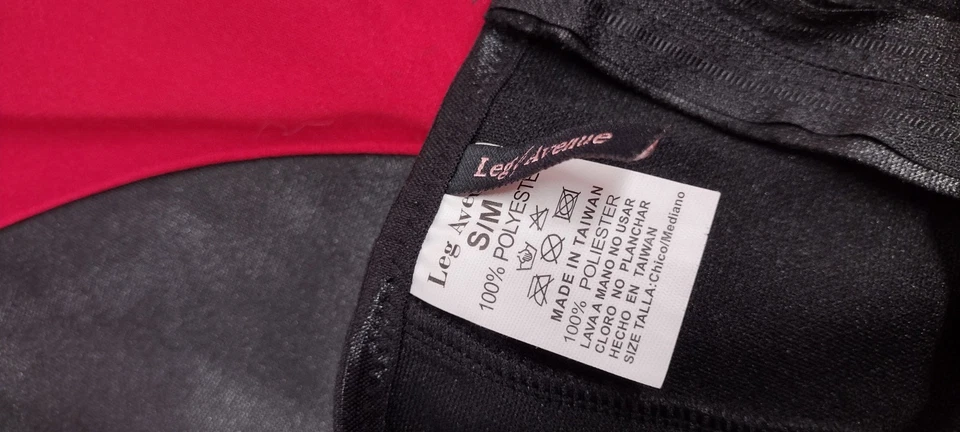 Leg Avenue
Leg Ave
S/M
100% POLYESTE
MADE IN TAIWAN
100% POLIESTER
LAVA A MANO NO USAR
CLORO NO PLANCHAR
HECHO EN TAIWAN
SIZE TALLA:Chico/Mediano